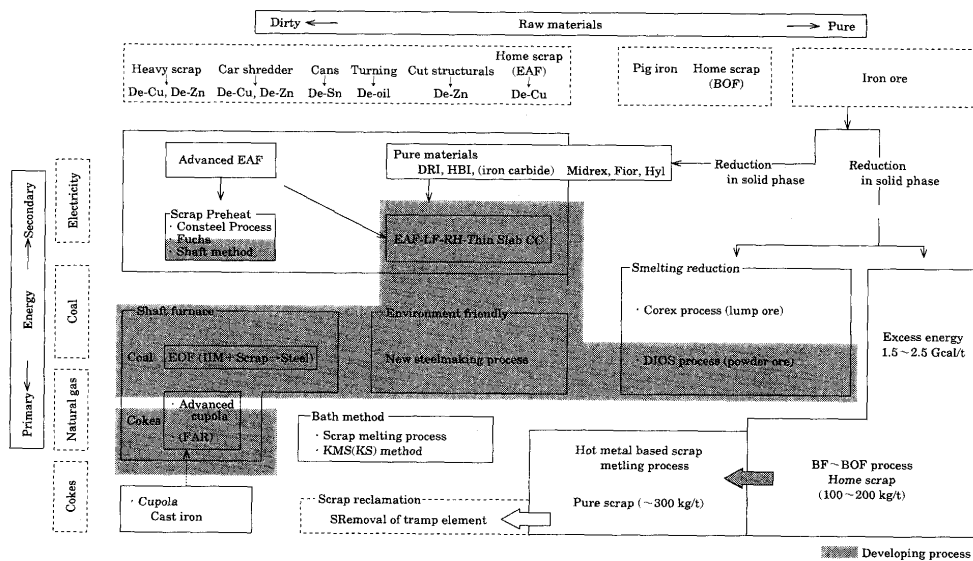 Dirty
Raw materials
Pure
Heavy scrap
De-Cu, De-Zn
Car shredder
De-Cu, De-Zn
Cans
De-Sn
Turning
De-oil
Cut structurals
De-Zn
Home scrap
(EAF)
De-Cu
Pig iron
Home scrap
(BOF)
Iron ore
Secondary
Energy
Primary
Electricity
Coal
Natural gas
Cokes
Advanced EAF
Scrap Preheat
· Consteel Process
· Fuchs
· Shaft method
Pure materials
DRI, HBI, (iron carbide) Midrex, Fior, Hyl
Reduction
in solid phase
Reduction
in solid phase
EAF-LF-RH-Thin Slab CC
Smelting reduction
· Corex process (lump ore)
· DIOS process (powder ore)
Excess energy
1.5~2.5 Gcal/t
Shaft furnace
Coal
EOF (HM+Scrap→Steel)
Environment friendly
New steelmaking process
Cokes
· Advanced
cupola
· (FAR)
Bath method
· Scrap melting process
· KMS(KS) method
Hot metal based scrap
metling process
Pure scrap (~300 kg/t)
BF~BOF process
Home scrap
(100~200 kg/t)
· Cupola
Cast iron
Scrap reclamation
SRemoval of tramp element
Developing process